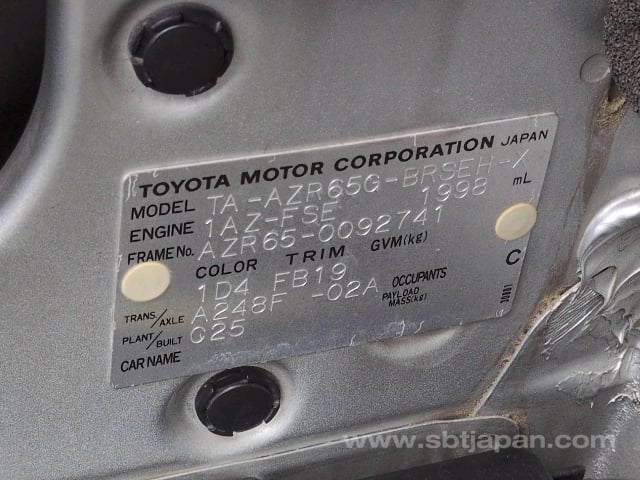 TOYOTA MOTOR CORPORATION JAPAN
MODEL TA-AZR65G-BRSEH-X
ENGINE 1AZ-FSE 1998 mL
FRAME No. AZR65-0092741
COLOR TRIM GVM(kg) C
1D4 FB19 OCCUPANTS
TRANS/AXLE A248F -02A PAYLOAD MASS(kg)
PLANT/BUILT C25
CAR NAME
www.sbtjapan.com